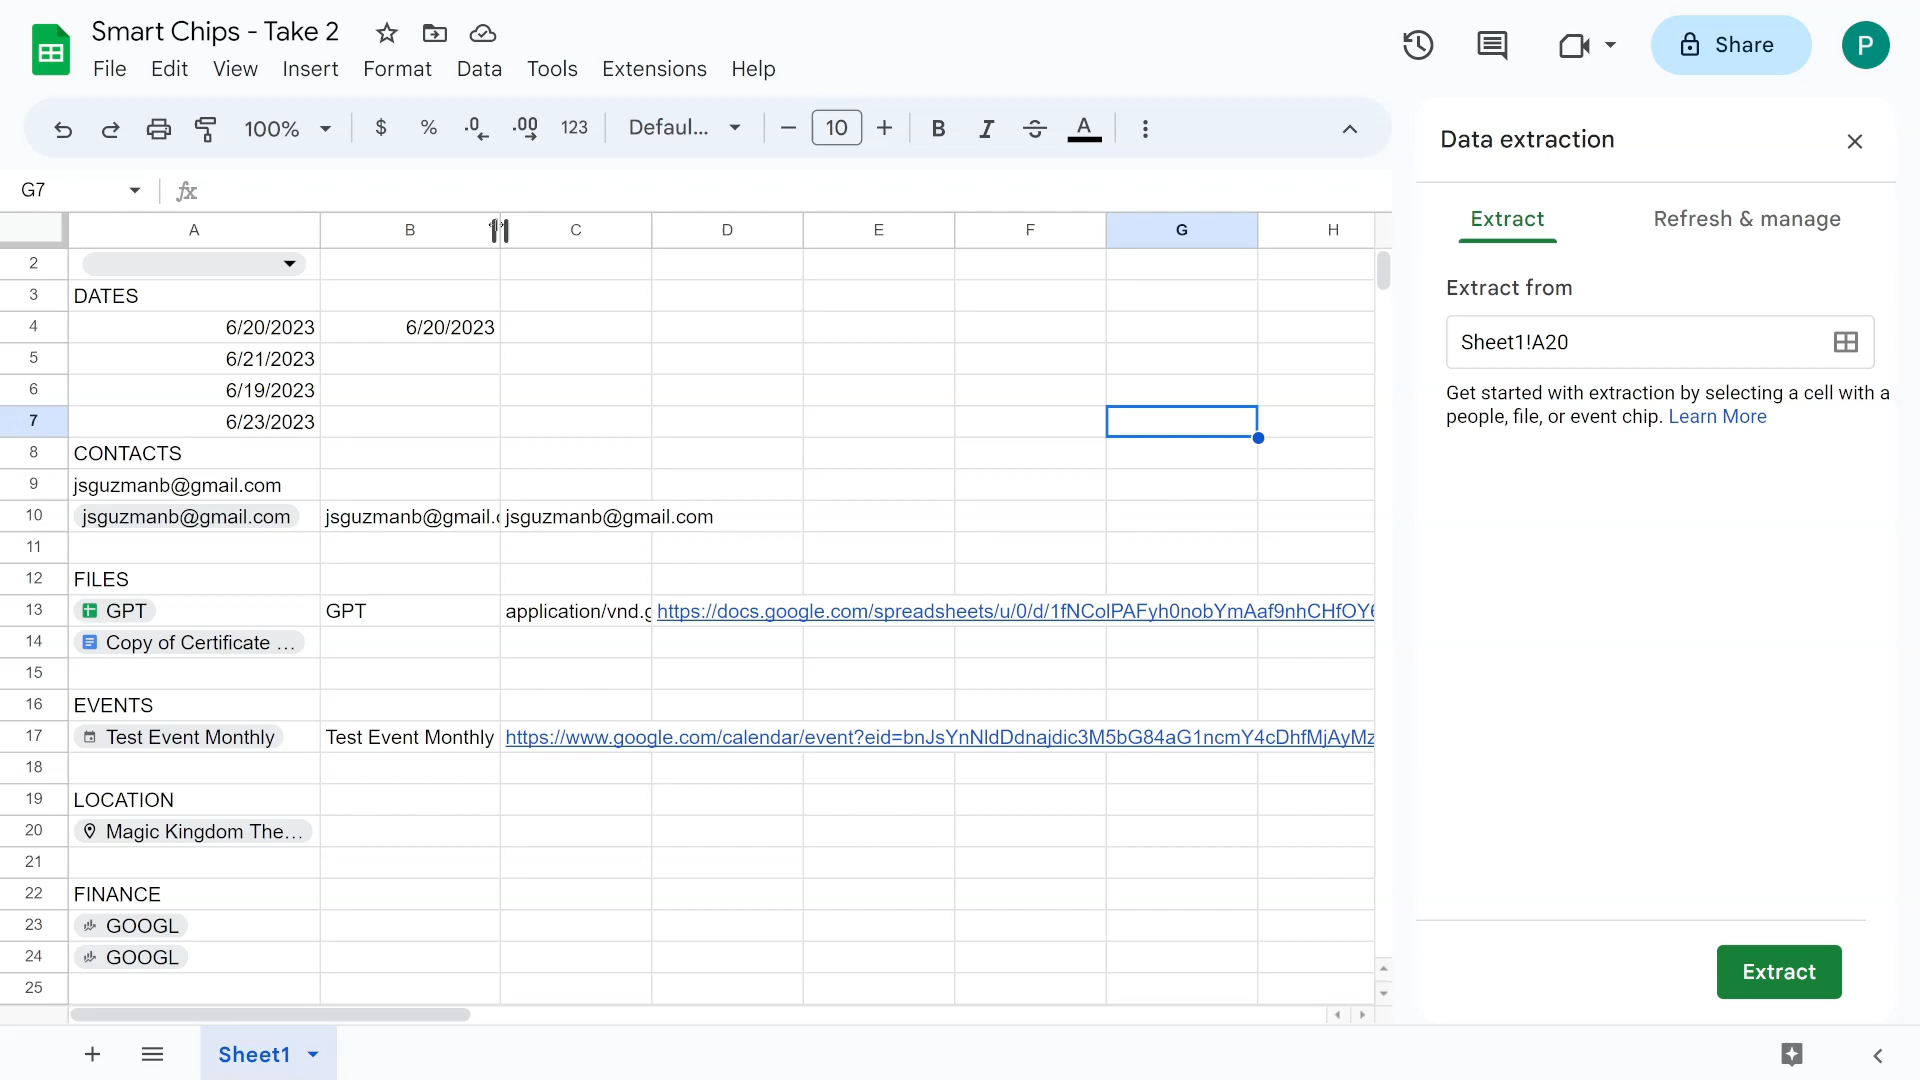 Smart Chips - Take 2
File Edit View Insert Format Data Tools Extensions Help
Share
P
100% $ % .0 .00 123 Defaul... 10 B I A
G7 fx
A B C D E F G H
2
3 DATES
4 6/20/2023 6/20/2023
5 6/21/2023
6 6/19/2023
7 6/23/2023
8 CONTACTS
9 jsguzmanb@gmail.com
10 jsguzmanb@gmail.com jsguzmanb@gmail.c jsguzmanb@gmail.com
11
12 FILES
13 GPT GPT application/vnd.g https://docs.google.com/spreadsheets/u/0/d/1fNColPAFyh0nobYmAaf9nhCHfOY6
14 Copy of Certificate ...
15
16 EVENTS
17 Test Event Monthly Test Event Monthly https://www.google.com/calendar/event?eid=bnJsYnNldDdnajdic3M5bG84aG1ncmY4cDhfMjAyMz
18
19 LOCATION
20 Magic Kingdom The...
21
22 FINANCE
23 GOOGL
24 GOOGL
25
Sheet1
Data extraction
Extract Refresh & manage
Extract from
Sheet1!A20
Get started with extraction by selecting a cell with a
people, file, or event chip. Learn More
Extract